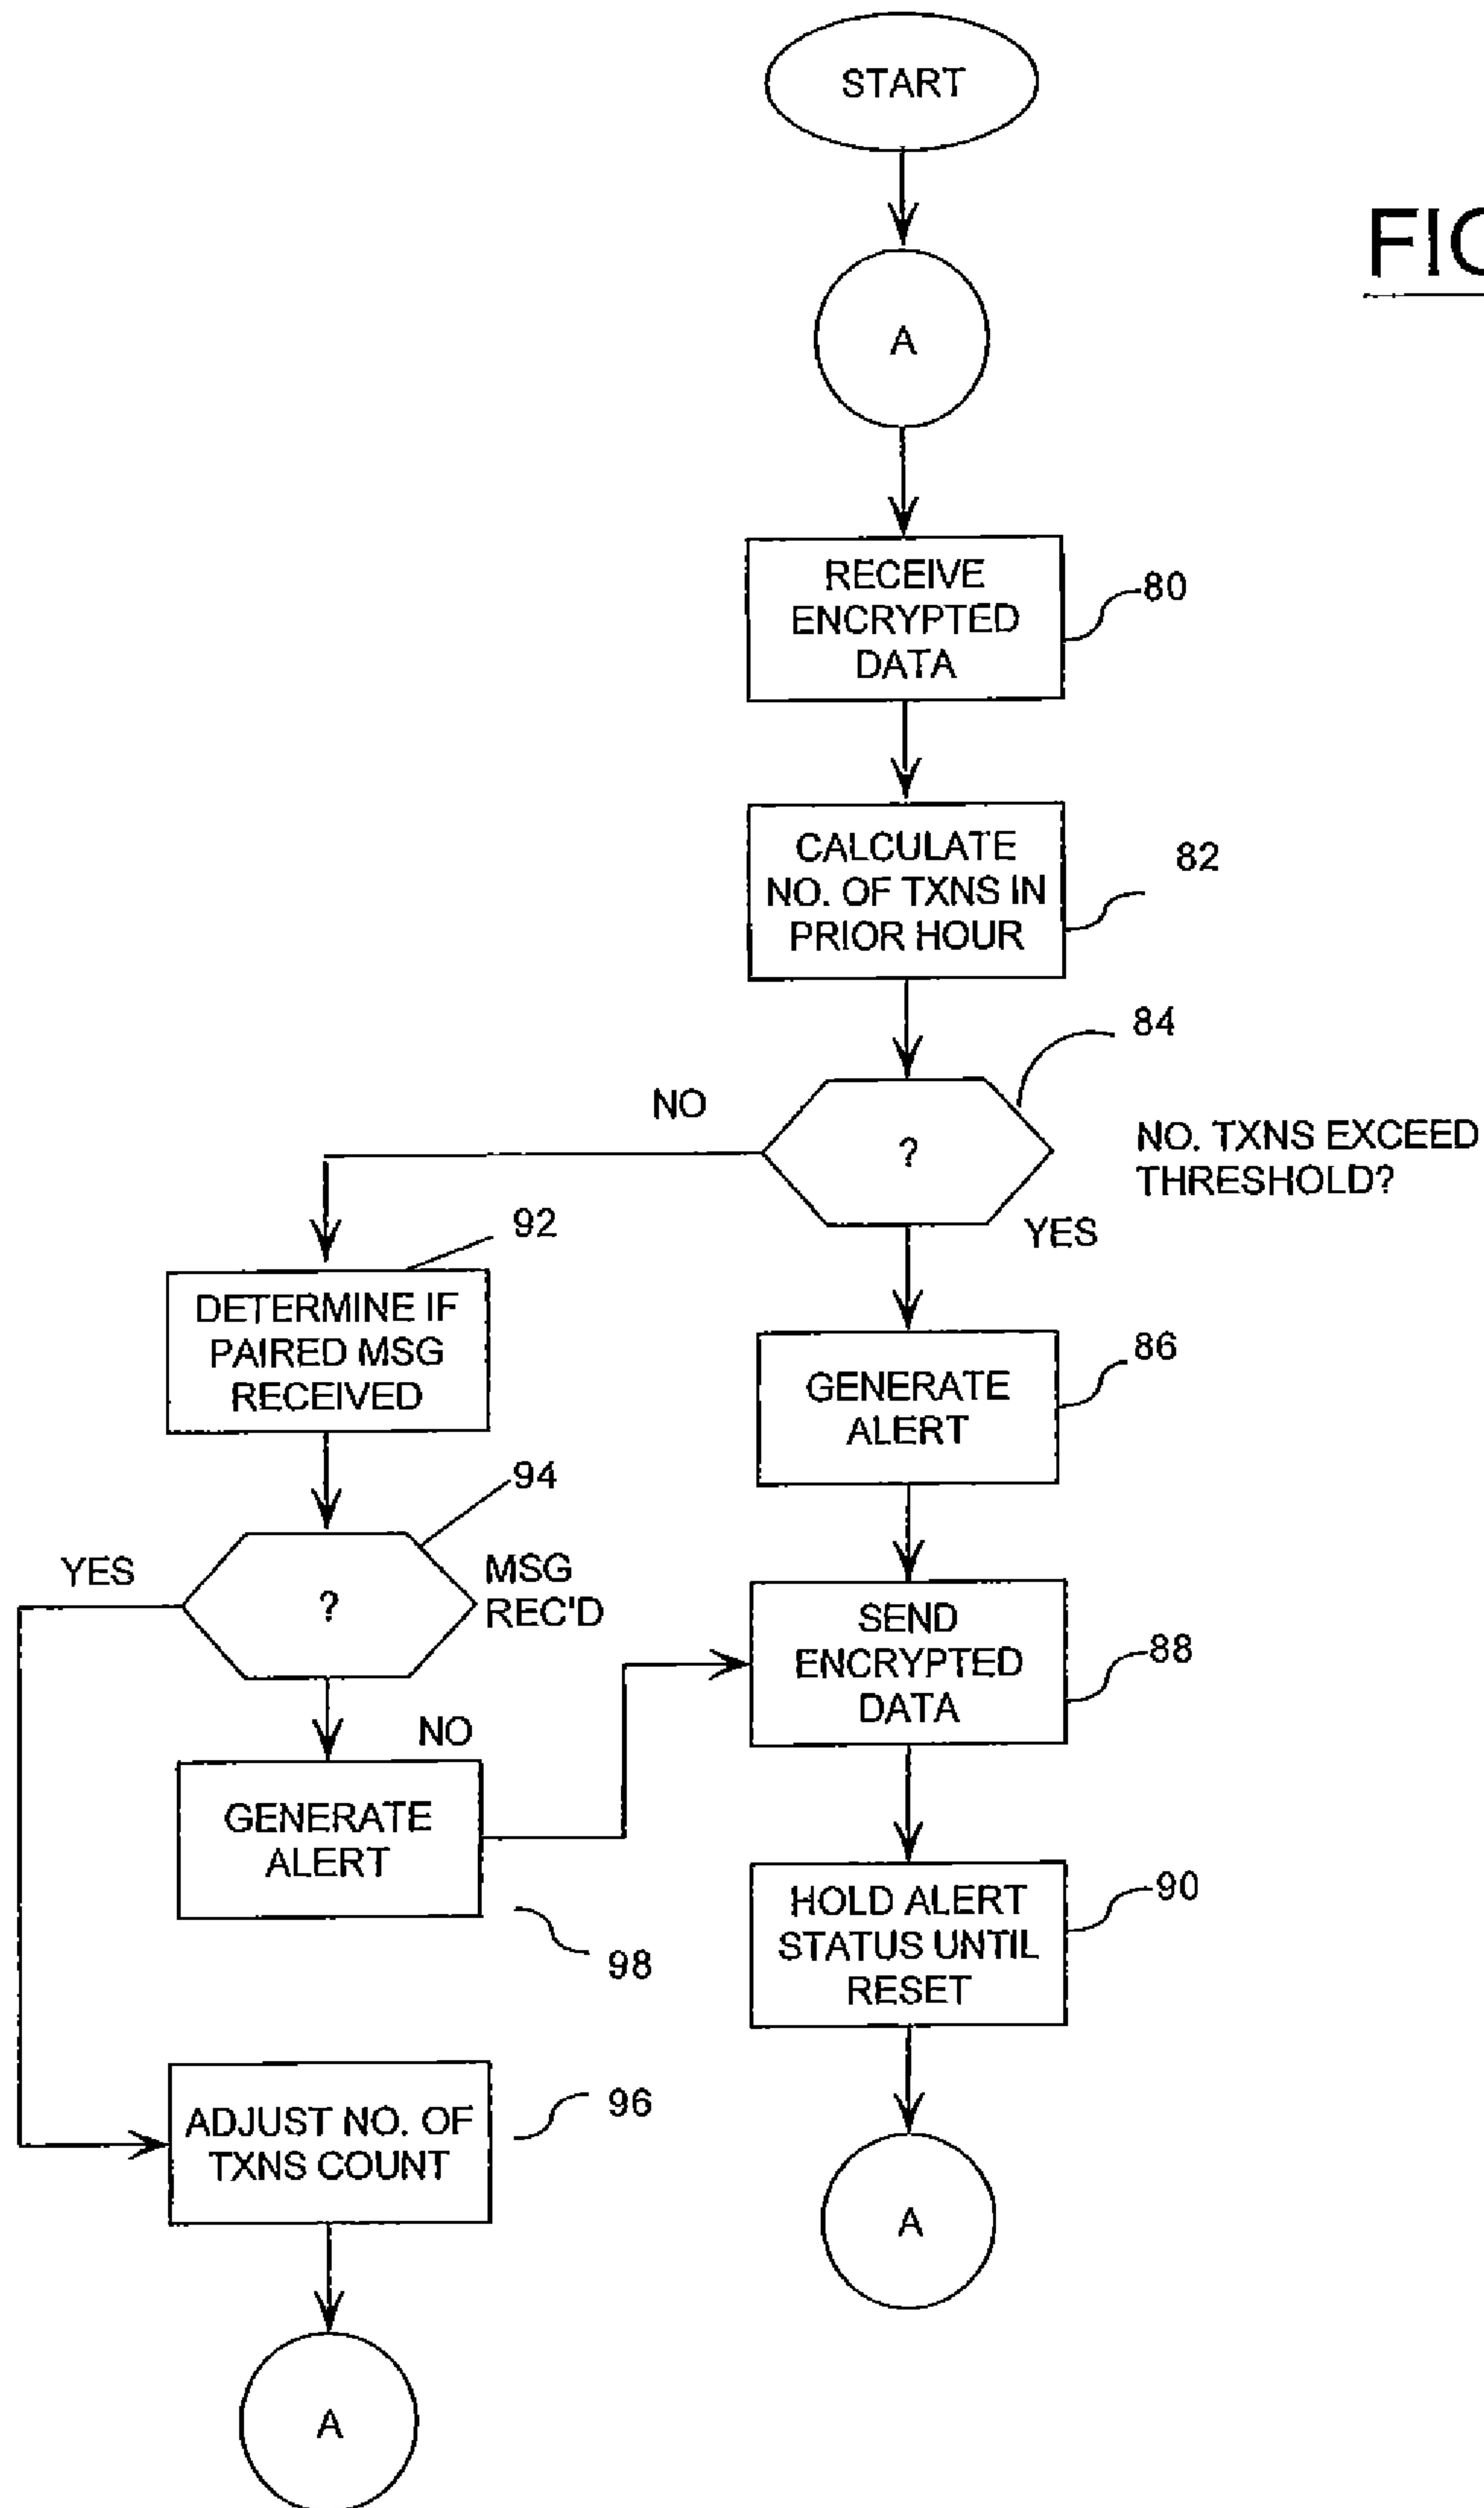 START
FIG
A
RECEIVE
ENCRYPTED
DATA
80
CALCULATE
NO. OF TXNS IN
PRIOR HOUR
82
84
NO
?
NO. TXNS EXCEED
THRESHOLD?
YES
92
DETERMINE IF
PAIRED MSG
RECEIVED
86
GENERATE
ALERT
94
YES
?
MSG
REC'D
SEND
ENCRYPTED
DATA
88
NO
GENERATE
ALERT
98
HOLD ALERT
STATUS UNTIL
RESET
90
ADJUST NO. OF
TXNS COUNT
96
A
A